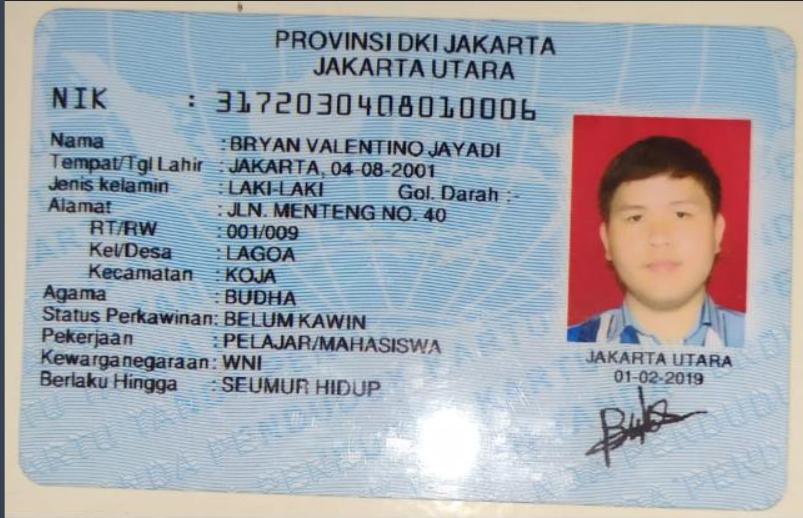 PROVINSI DKI JAKARTA
JAKARTA UTARA
NIK : 3172030408010006
Nama : BRYAN VALENTINO JAYADI
Tempat/Tgl Lahir : JAKARTA, 04-08-2001
Jenis kelamin : LAKI-LAKI Gol. Darah :-
Alamat : JLN. MENTENG NO. 40
RT/RW : 001/009
Kel/Desa : LAGOA
Kecamatan : KOJA
Agama : BUDHA
Status Perkawinan: BELUM KAWIN
Pekerjaan : PELAJAR/MAHASISWA
Kewarganegaraan: WNI
Berlaku Hingga : SEUMUR HIDUP
JAKARTA UTARA
01-02-2019